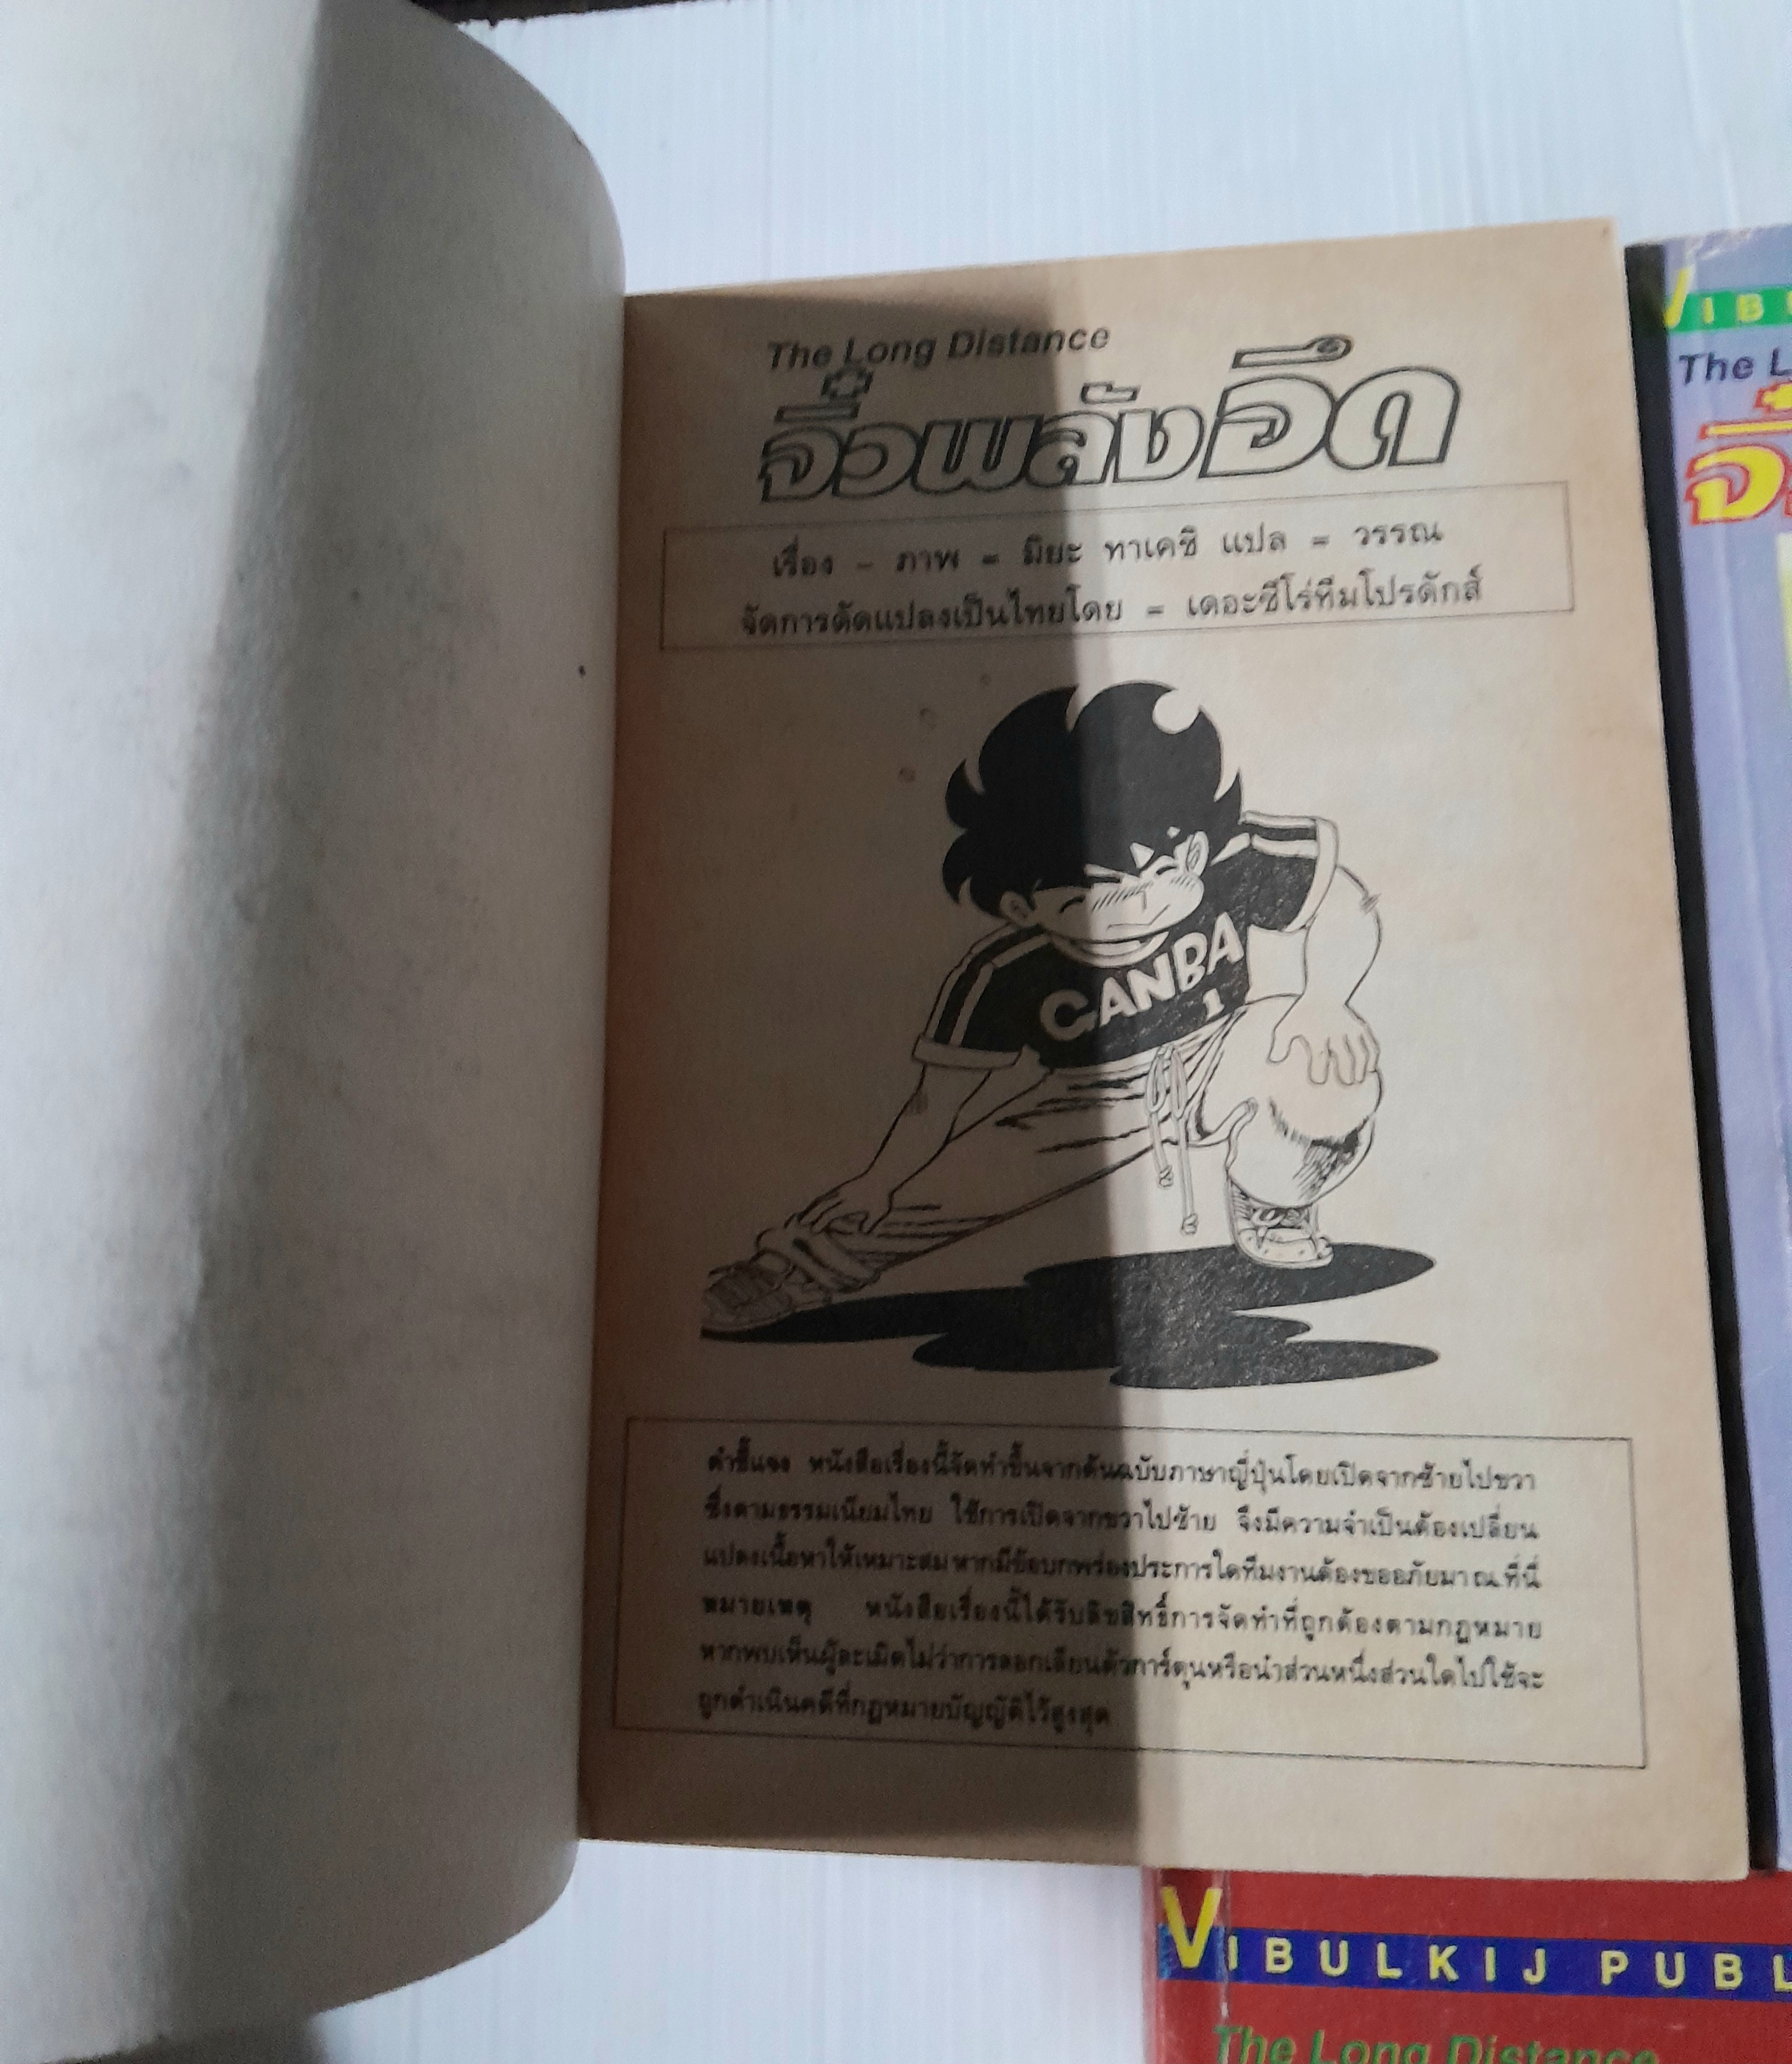 The Long Distance
จิ๋วพลังอึด
เรื่อง - ภาพ = มิยะ ทาเคชิ แปล = วรรณ
จัดการดัดแปลงเป็นไทยโดย = เดอะซีโร่ทีมโปรดักส์
GANBA
1
คำชี้แจง หนังสือเรื่องนี้จัดทำขึ้นจากต้นฉบับภาษาญี่ปุ่นโดยเปิดจากซ้ายไปขวา
ซึ่งตามธรรมเนียมไทย ใช้การเปิดจากขวาไปซ้าย จึงมีความจำเป็นต้องเปลี่ยน
แปลงเนื้อหาให้เหมาะสมหากมีข้อบกพร่องประการใดทีมงานต้องขออภัยมา ณ ที่นี้
หมายเหตุ หนังสือเรื่องนี้ได้รับลิขสิทธิ์การจัดทำที่ถูกต้องตามกฎหมาย
หากพบเห็นผู้ละเมิดไม่ว่าการลอกเลียนตัวการ์ตูนหรือนำส่วนหนึ่งส่วนใดไปใช้จะ
ถูกดำเนินคดีที่กฎหมายบัญญัติไว้สูงสุด
VIBU
The L
จิ๋
VIBULKIJ PUBL
The Long Distance